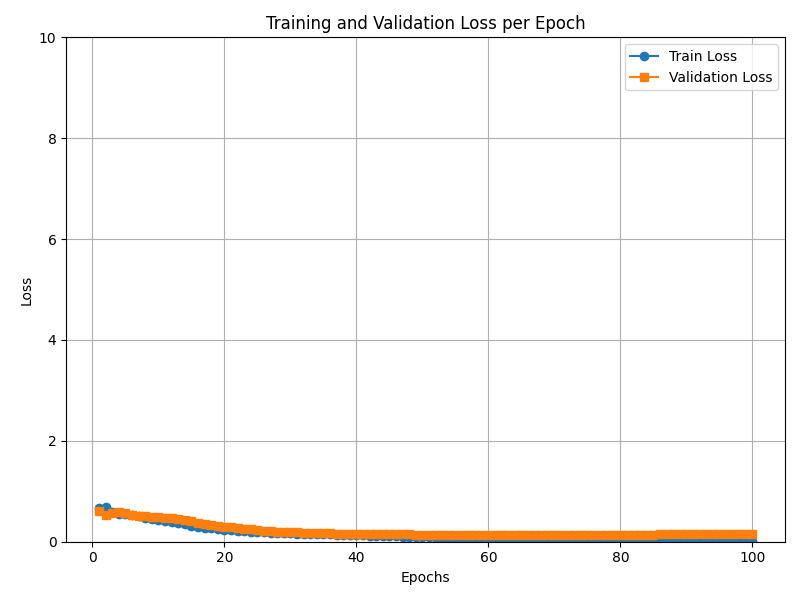 Training and Validation Loss per Epoch
Train Loss
Validation Loss
10
8
6
4
2
0
Loss
0 20 40 60 80 100
Epochs